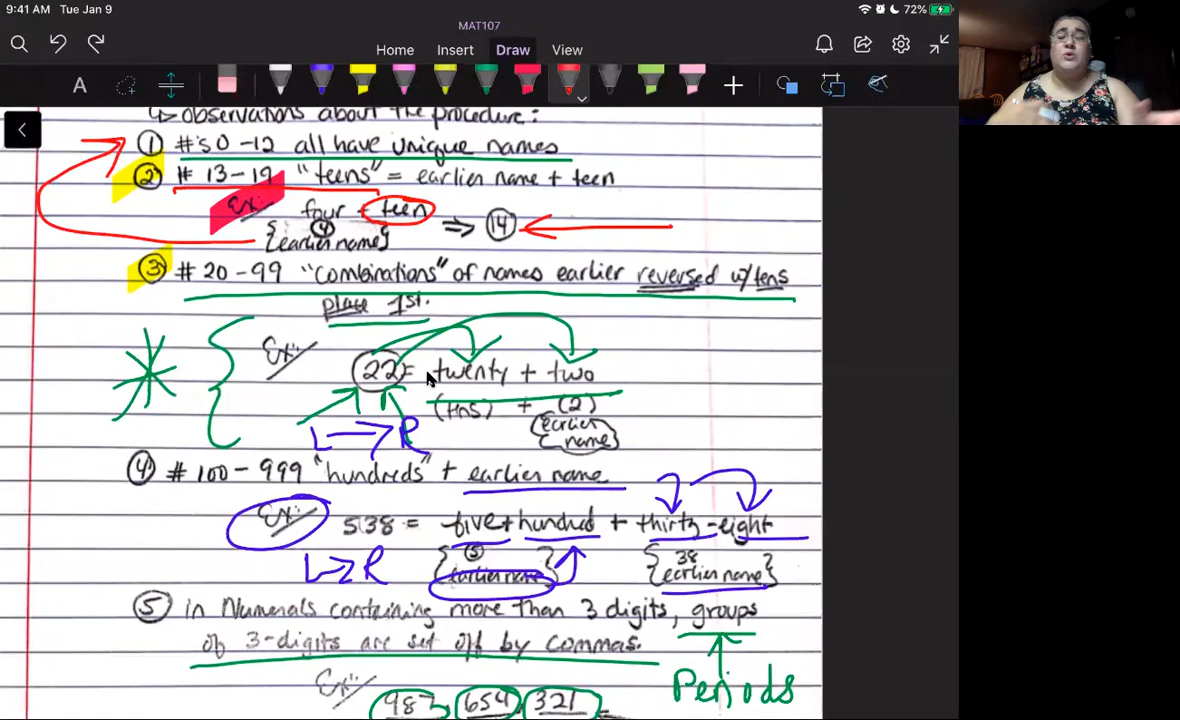 9:41 AM Tue Jan 9
72%
MAT107
Home Insert Draw View
A
↳ observations about the procedure:
① #'s 0-12 all have unique names
② # 13-19 "teens" = earlier name + teen
Ex: four + teen ⇒ 14
{④ earlier name}
③ # 20-99 "combinations" of names earlier reversed w/ tens
place 1st.
Ex: 22 = twenty + two
(tens) + (2)
{earlier name}
L → R
④ # 100-999 "hundreds" + earlier name
Ex: 538 = five + hundred + thirty-eight
L → R {⑤ earlier name} {38 earlier name}
⑤ in Numerals containing more than 3 digits, groups
of 3-digits are set off by commas.
Periods
Ex:
987, 654, 321